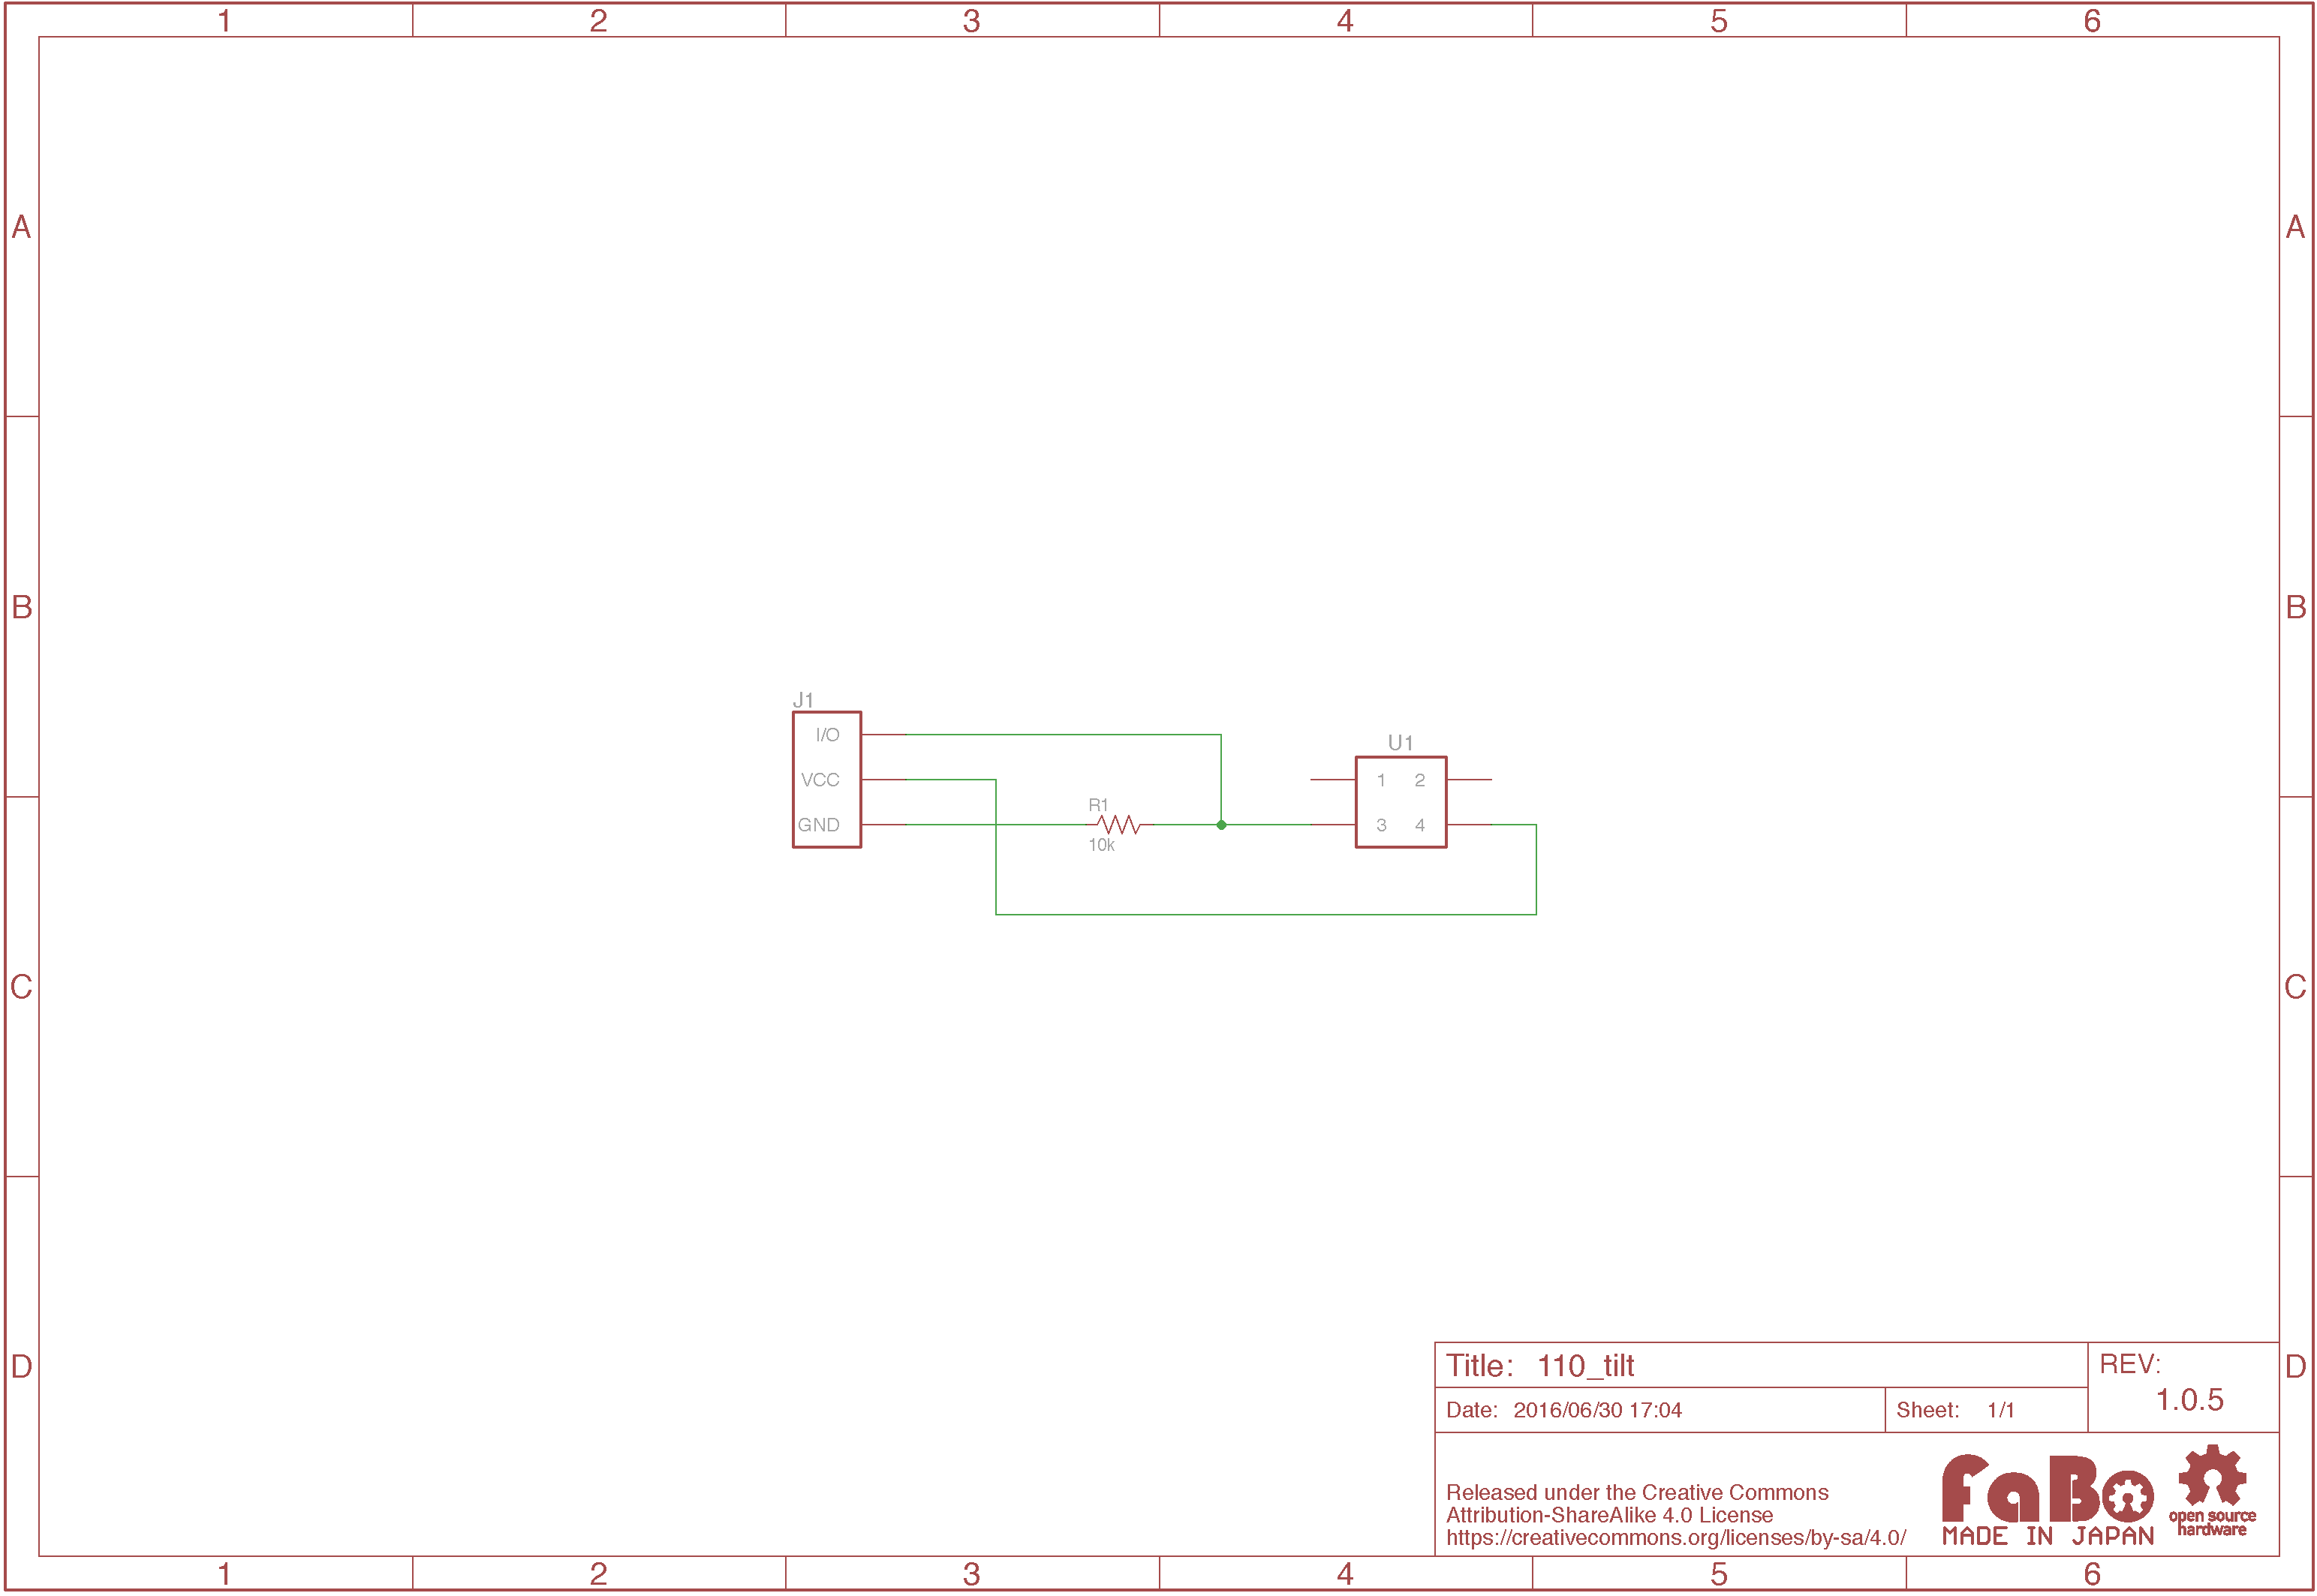 1 2 3 4 5 6
A A
B B
J1
I/O
VCC
GND
R1
10k
U1
1 2
3 4
C C
D D
Title: 110_tilt
REV:
1.0.5
Date: 2016/06/30 17:04
Sheet: 1/1
Released under the Creative Commons
Attribution-ShareAlike 4.0 License
https://creativecommons.org/licenses/by-sa/4.0/
FaBo
MADE IN JAPAN
open source
hardware
1 2 3 4 5 6